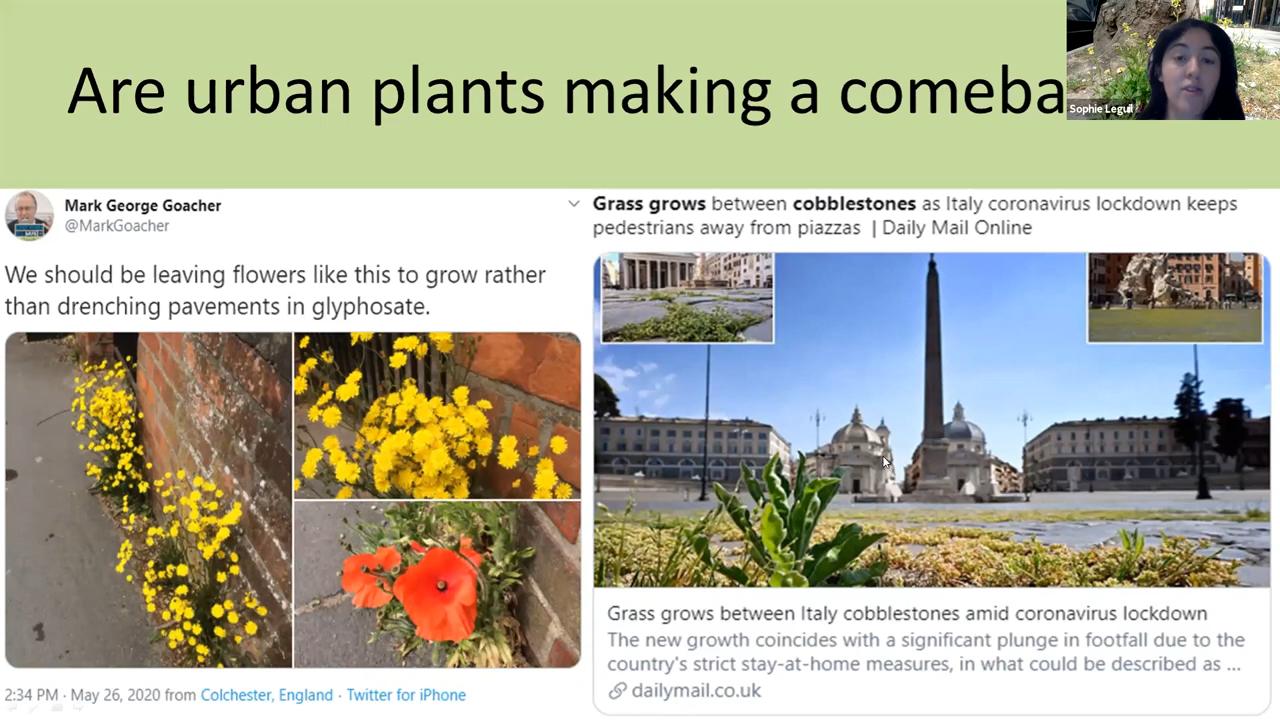 Are urban plants making a comeba
Sophie Leguil
Mark George Goacher
@MarkGoacher
We should be leaving flowers like this to grow rather
than drenching pavements in glyphosate.
2:34 PM · May 26, 2020 from Colchester, England · Twitter for iPhone
Grass grows between cobblestones as Italy coronavirus lockdown keeps
pedestrians away from piazzas | Daily Mail Online
Grass grows between Italy cobblestones amid coronavirus lockdown
The new growth coincides with a significant plunge in footfall due to the
country's strict stay-at-home measures, in what could be described as ...
dailymail.co.uk